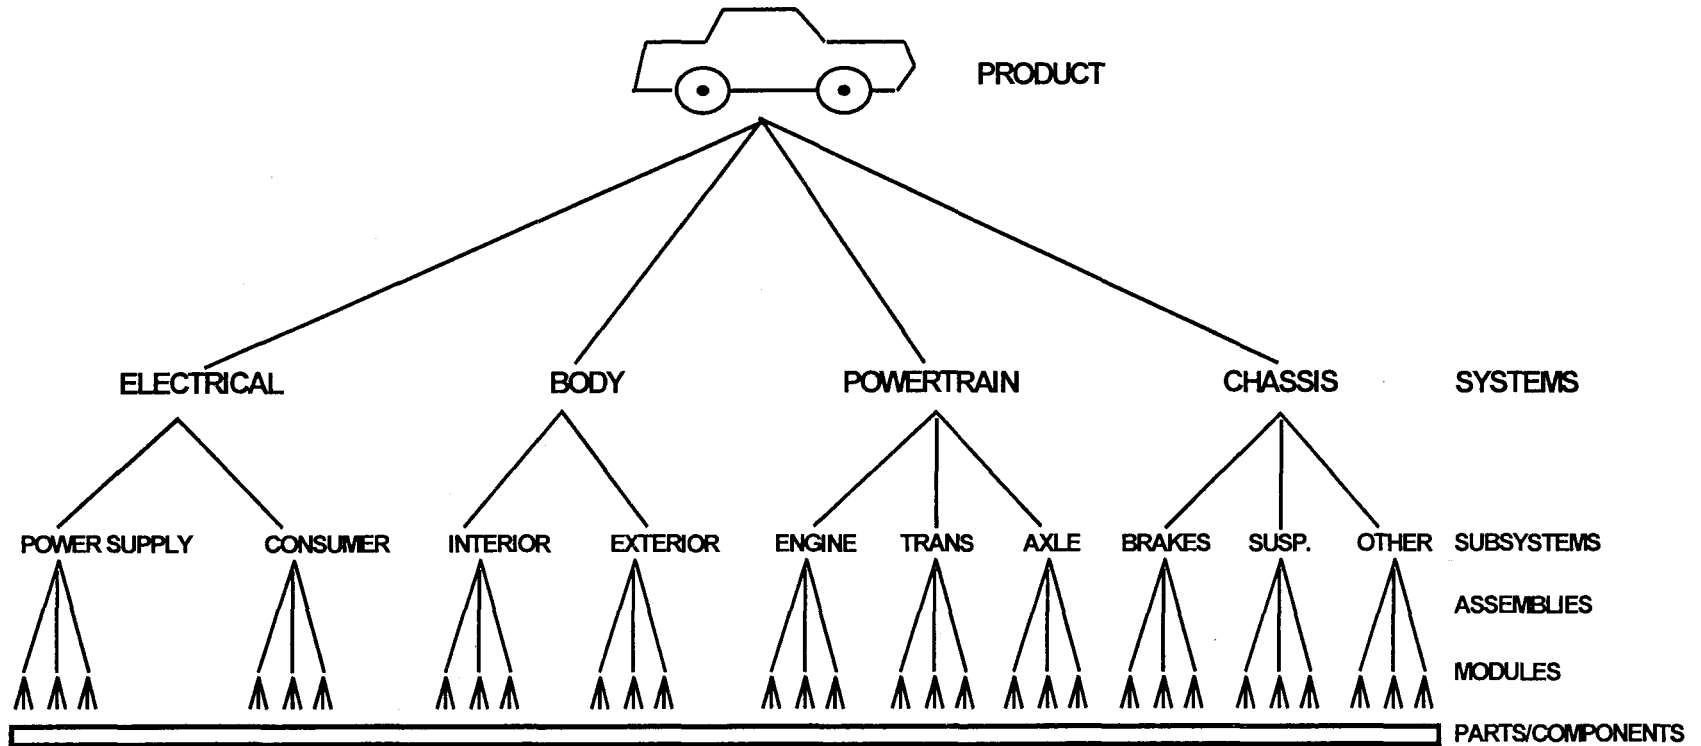 PRODUCT
ELECTRICAL BODY POWERTRAIN CHASSIS SYSTEMS
POWER SUPPLY CONSUMER INTERIOR EXTERIOR ENGINE TRANS AXLE BRAKES SUSP. OTHER SUBSYSTEMS
ASSEMBLIES
MODULES
PARTS/COMPONENTS